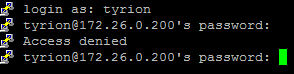 login as: tyrion
tyrion@172.26.0.200's password:
Access denied
tyrion@172.26.0.200's password: